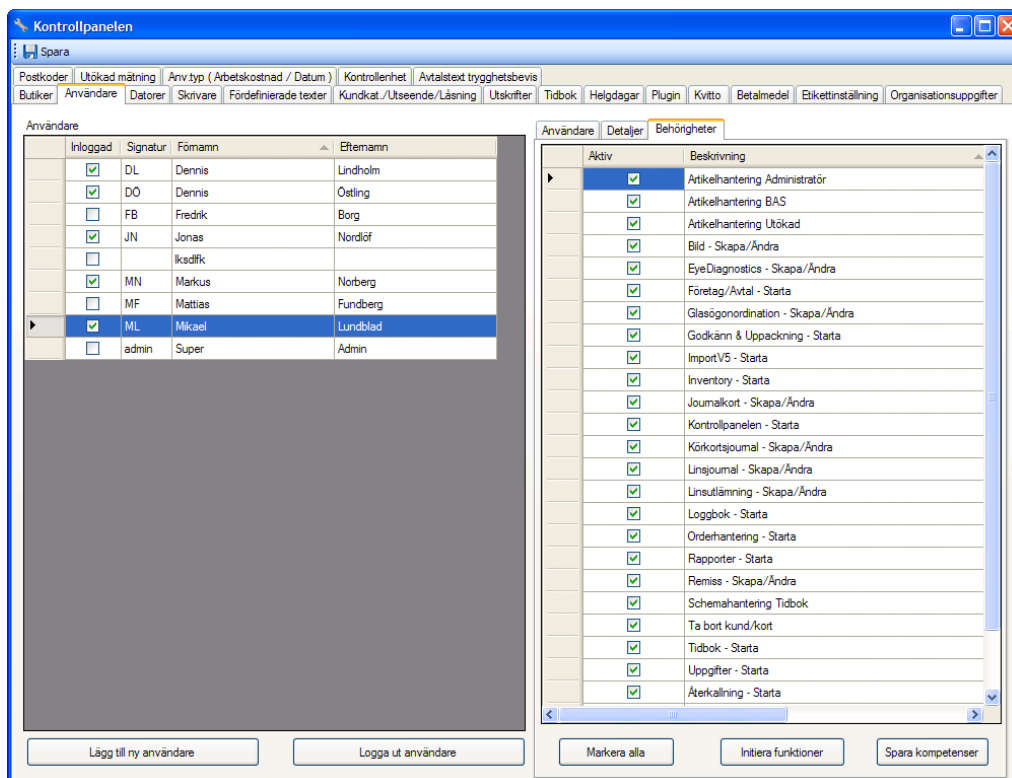 Kontrollpanelen
Spara
Postkoder Utökad mätning Anv.typ ( Arbetskostnad / Datum ) Kontrollenhet Avtalstext trygghetsbevis
Butiker Användare Datorer Skrivare Fördefinierade texter Kundkat./Utseende/Låsning Utskrifter Tidbok Helgdagar Plugin Kvitto Betalmedel Etikettinställning Organisationsuppgifter
Användare
Inloggad Signatur Förnamn Efternamn
DL Dennis Lindholm
DÖ Dennis Östling
FB Fredrik Borg
JN Jonas Nordlöf
lksdlfk
MN Markus Norberg
MF Mattias Fundberg
ML Mikael Lundblad
admin Super Admin
Lägg till ny användare Logga ut användare
Användare Detaljer Behörigheter
Aktiv Beskrivning
Artikelhantering Administratör
Artikelhantering BAS
Artikelhantering Utökad
Bild - Skapa/Ändra
EyeDiagnostics - Skapa/Ändra
Företag/Avtal - Starta
Glasögonordination - Skapa/Ändra
Godkänn & Uppackning - Starta
ImportV5 - Starta
Inventory - Starta
Journalkort - Skapa/Ändra
Kontrollpanelen - Starta
Körkortsjournal - Skapa/Ändra
Linsjournal - Skapa/Ändra
Linsutlämning - Skapa/Ändra
Loggbok - Starta
Orderhantering - Starta
Rapporter - Starta
Remiss - Skapa/Ändra
Schemahantering Tidbok
Ta bort kund/kort
Tidbok - Starta
Uppgifter - Starta
Återkallning - Starta
Markera alla Initiera funktioner Spara kompetenser